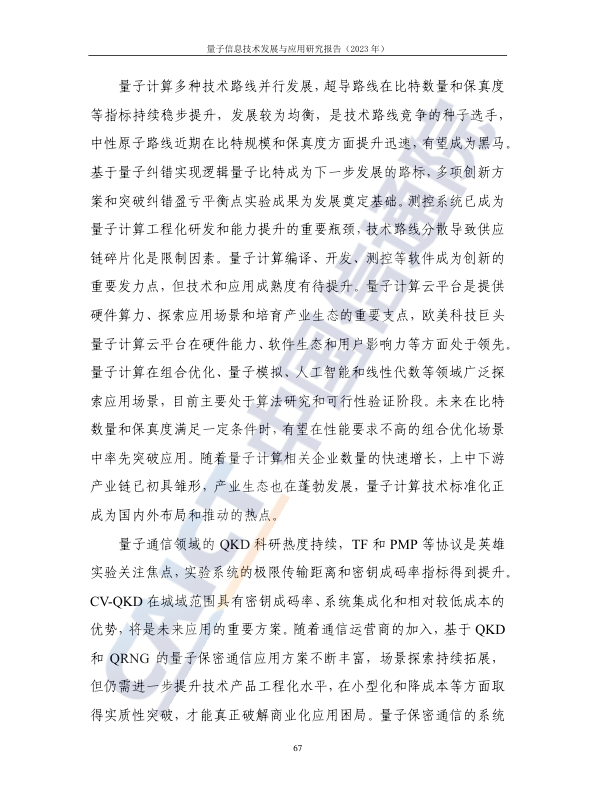 量子信息技术发展与应用研究报告（2023 年）
量子计算多种技术路线并行发展，超导路线在比特数量和保真度
等指标持续稳步提升，发展较为均衡，是技术路线竞争的种子选手，
中性原子路线近期在比特规模和保真度方面提升迅速，有望成为黑马。
基于量子纠错实现逻辑量子比特成为下一步发展的路标，多项创新方
案和突破纠错盈亏平衡点实验成果为发展奠定基础。测控系统已成为
量子计算工程化研发和能力提升的重要瓶颈，技术路线分散导致供应
链碎片化是限制因素。量子计算编译、开发、测控等软件成为创新的
重要发力点，但技术和应用成熟度有待提升。量子计算云平台是提供
硬件算力、探索应用场景和培育产业生态的重要支点，欧美科技巨头
量子计算云平台在硬件能力、软件生态和用户影响力等方面处于领先。
量子计算在组合优化、量子模拟、人工智能和线性代数等领域广泛探
索应用场景，目前主要处于算法研究和可行性验证阶段。未来在比特
数量和保真度满足一定条件时，有望在性能要求不高的组合优化场景
中率先突破应用。随着量子计算相关企业数量的快速增长，上中下游
产业链已初具雏形，产业生态也在蓬勃发展，量子计算技术标准化正
成为国内外布局和推动的热点。
量子通信领域的 QKD 科研热度持续，TF 和 PMP 等协议是英雄
实验关注焦点，实验系统的极限传输距离和密钥成码率指标得到提升。
CV-QKD 在城域范围具有密钥成码率、系统集成化和相对较低成本的
优势，将是未来应用的重要方案。随着通信运营商的加入，基于 QKD
和 QRNG 的量子保密通信应用方案不断丰富，场景探索持续拓展，
但仍需进一步提升技术产品工程化水平，在小型化和降成本等方面取
得实质性突破，才能真正破解商业化应用困局。量子保密通信的系统
67
CAICT 中国信通院